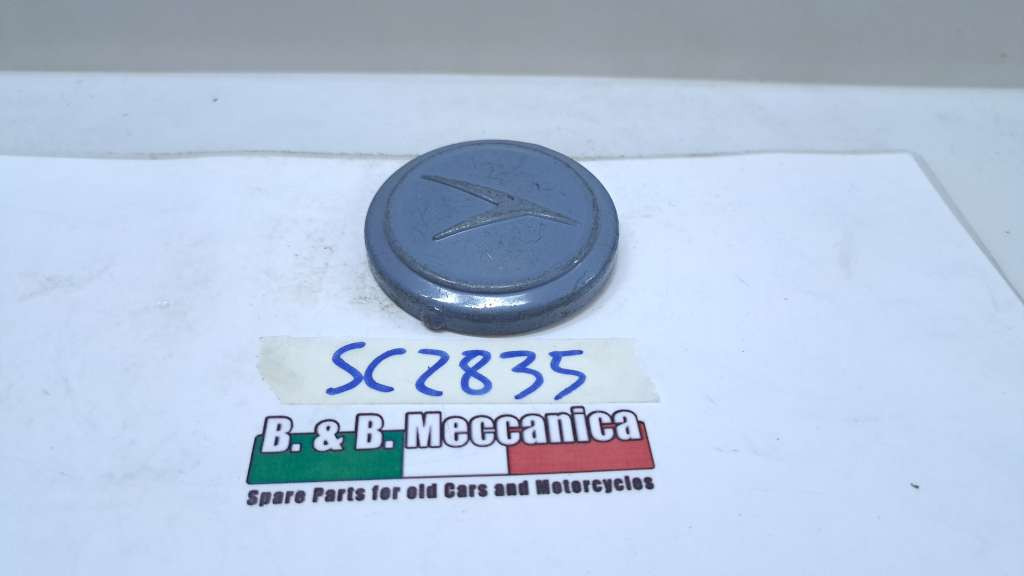 SC2835
B. & B. Meccanica
Spare Parts for old Cars and Motorcycles